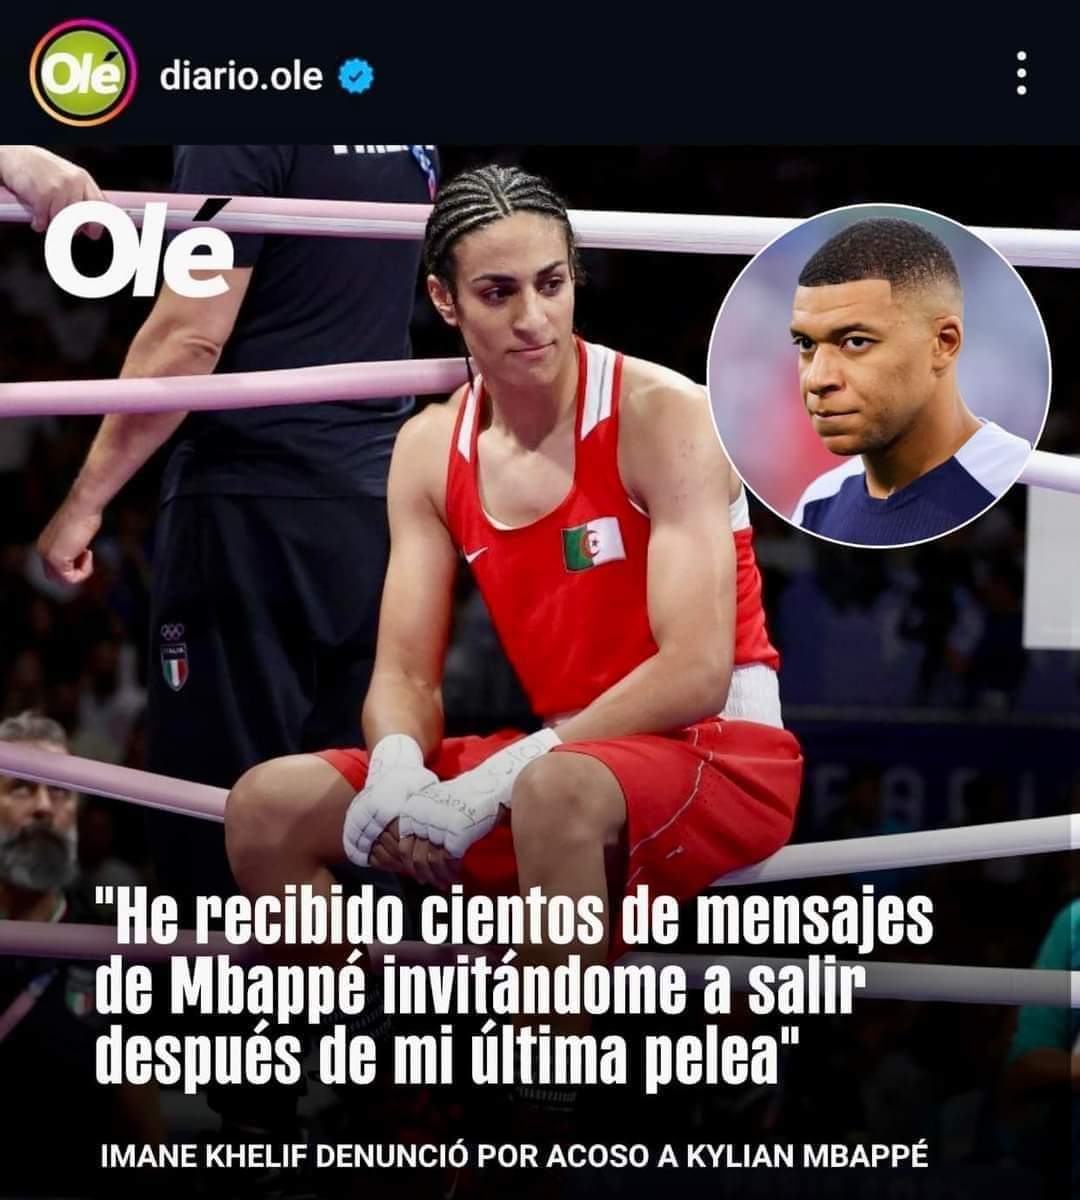 Olé
diario.ole
Olé
ITALIA
"He recibido cientos de mensajes
de Mbappé invitándome a salir
después de mi última pelea"
IMANE KHELIF DENUNCIÓ POR ACOSO A KYLIAN MBAPPÉ